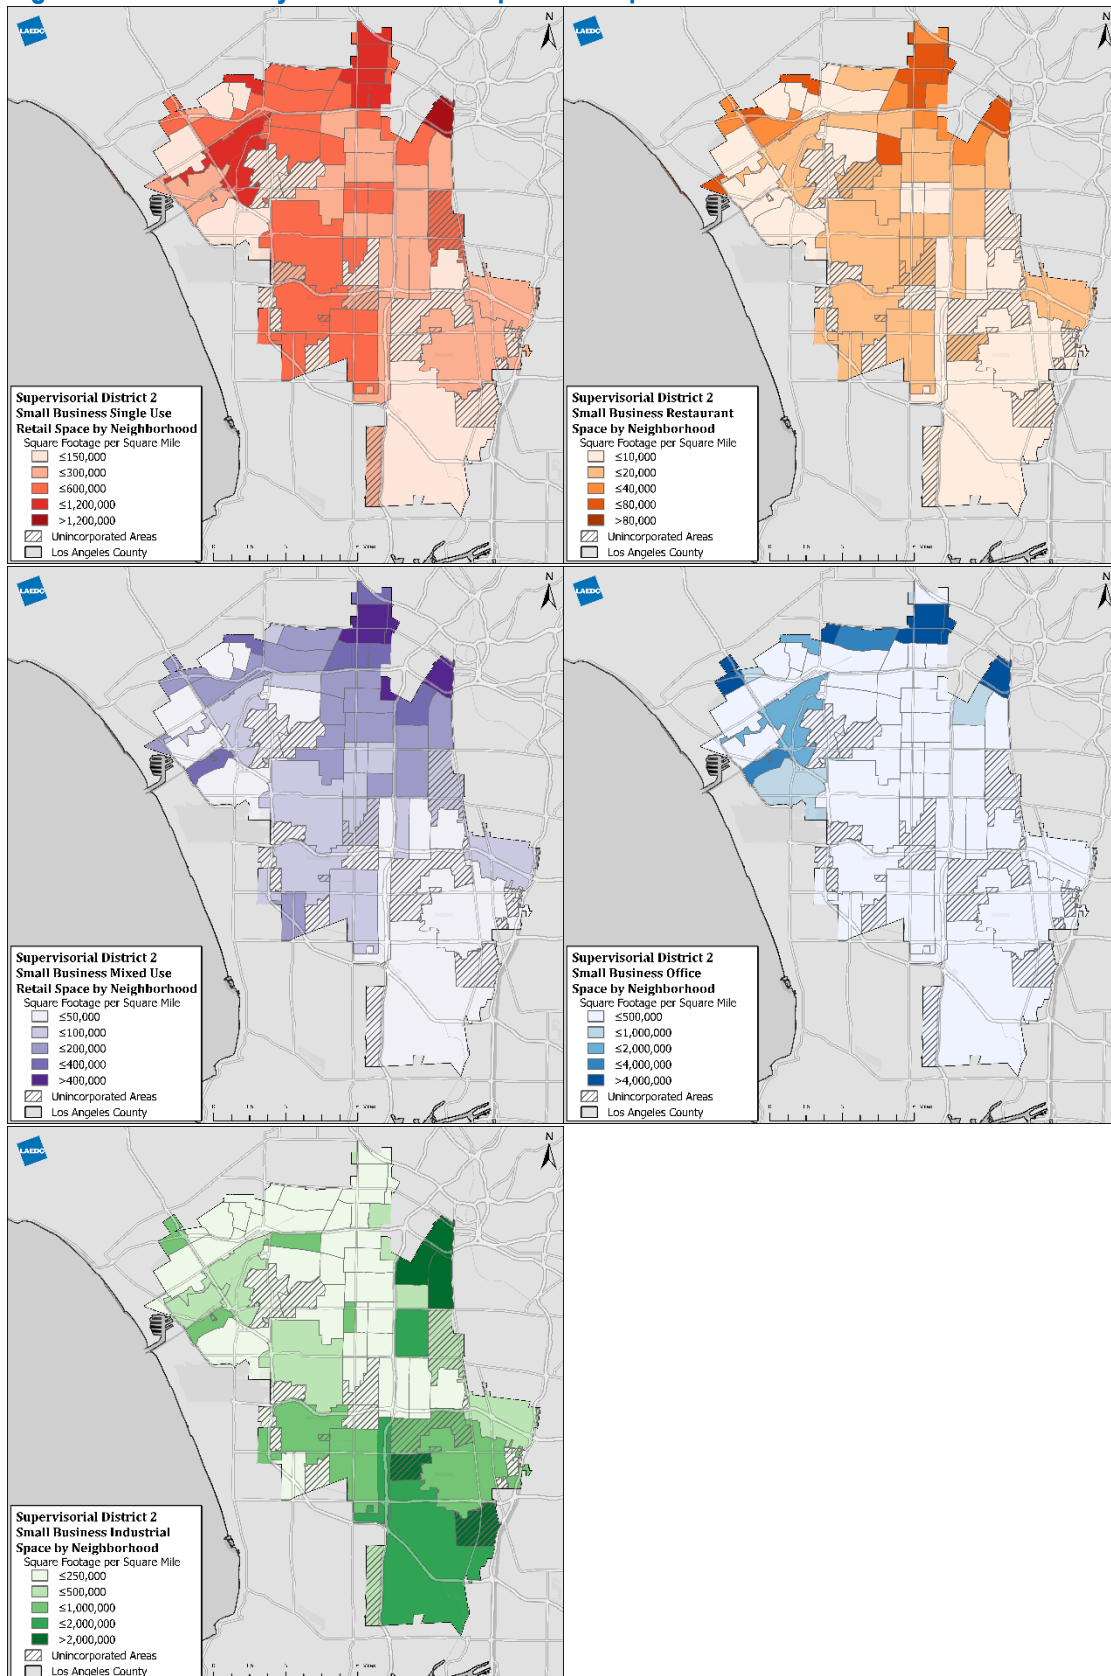 LAEDC
N
Supervisorial District 2
Small Business Single Use
Retail Space by Neighborhood
Square Footage per Square Mile
≤150,000
≤300,000
≤600,000
≤1,200,000
>1,200,000
Unincorporated Areas
Los Angeles County
LAEDC
N
Supervisorial District 2
Small Business Restaurant
Space by Neighborhood
Square Footage per Square Mile
≤10,000
≤20,000
≤40,000
≤80,000
>80,000
Unincorporated Areas
Los Angeles County
LAEDC
N
Supervisorial District 2
Small Business Mixed Use
Retail Space by Neighborhood
Square Footage per Square Mile
≤50,000
≤100,000
≤200,000
≤400,000
>400,000
Unincorporated Areas
Los Angeles County
LAEDC
N
Supervisorial District 2
Small Business Office
Space by Neighborhood
Square Footage per Square Mile
≤500,000
≤1,000,000
≤2,000,000
≤4,000,000
>4,000,000
Unincorporated Areas
Los Angeles County
LAEDC
N
Supervisorial District 2
Small Business Industrial
Space by Neighborhood
Square Footage per Square Mile
≤250,000
≤500,000
≤1,000,000
≤2,000,000
>2,000,000
Unincorporated Areas
Los Angeles County